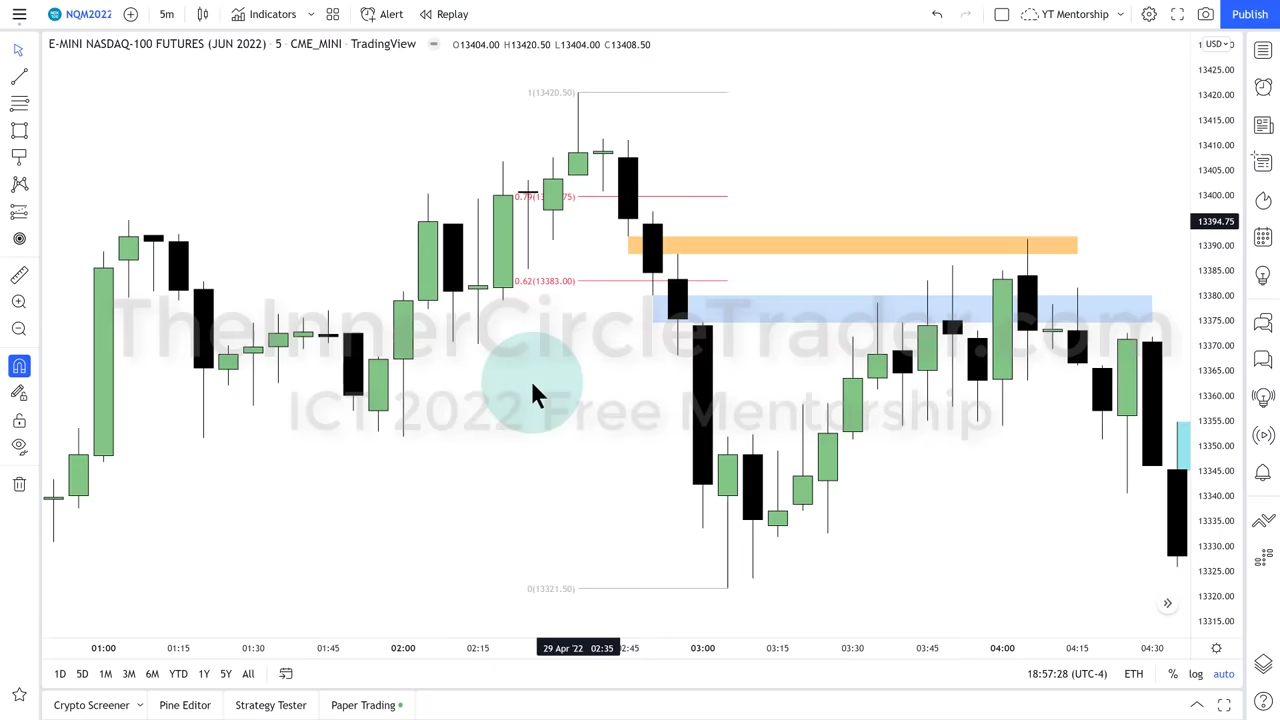 NQM2022
5m
Indicators
Alert
Replay
YT Mentorship
Publish
E-MINI NASDAQ-100 FUTURES (JUN 2022) · 5 · CME_MINI · TradingView
O13404.00 H13420.50 L13404.00 C13408.50
USD
13425.00
13420.00
13415.00
13410.00
13405.00
13400.00
13394.75
13390.00
13385.00
13380.00
13375.00
13370.00
13365.00
13360.00
13355.00
13350.00
13345.00
13340.00
13335.00
13330.00
13325.00
13320.00
13315.00
1(13420.50)
0.62(13383.00)
0(13321.50)
TheInnerCircleTrader.com
ICT 2022 Free Mentorship
01:00 01:15 01:30 01:45 02:00 02:15 29 Apr '22 02:35 02:45 03:00 03:15 03:30 03:45 04:00 04:15 04:30
1D 5D 1M 3M 6M YTD 1Y 5Y All
18:57:28 (UTC-4) ETH % log auto
Crypto Screener Pine Editor Strategy Tester Paper Trading